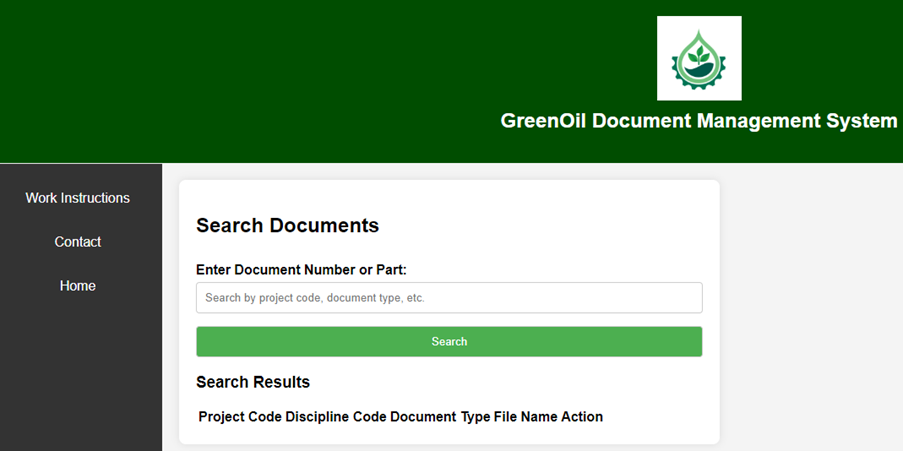 GreenOil Document Management System
Work Instructions
Contact
Home
Search Documents
Enter Document Number or Part:
Search by project code, document type, etc.
Search
Search Results
Project Code Discipline Code Document Type File Name Action